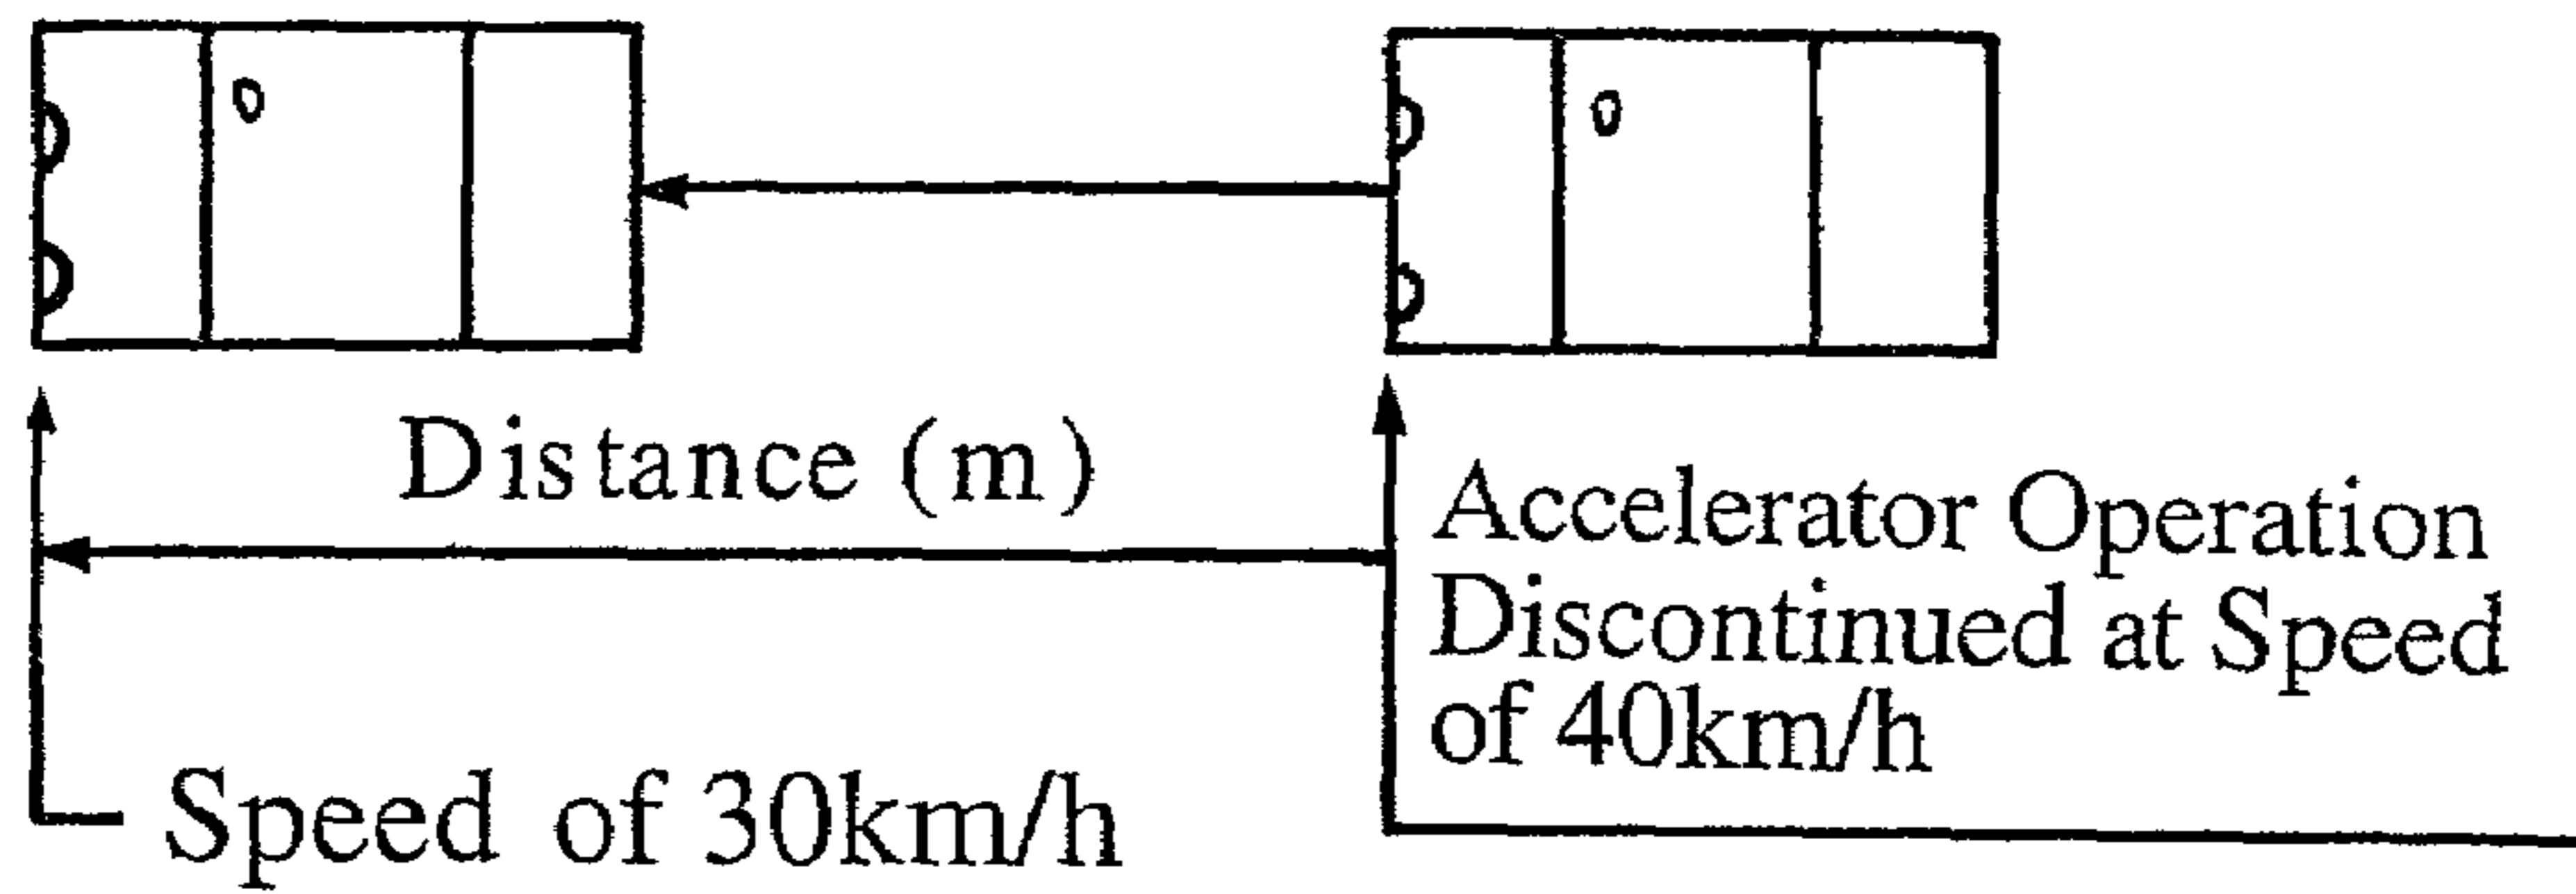 Distance (m)
Accelerator Operation
Discontinued at Speed
of 40km/h
Speed of 30km/h